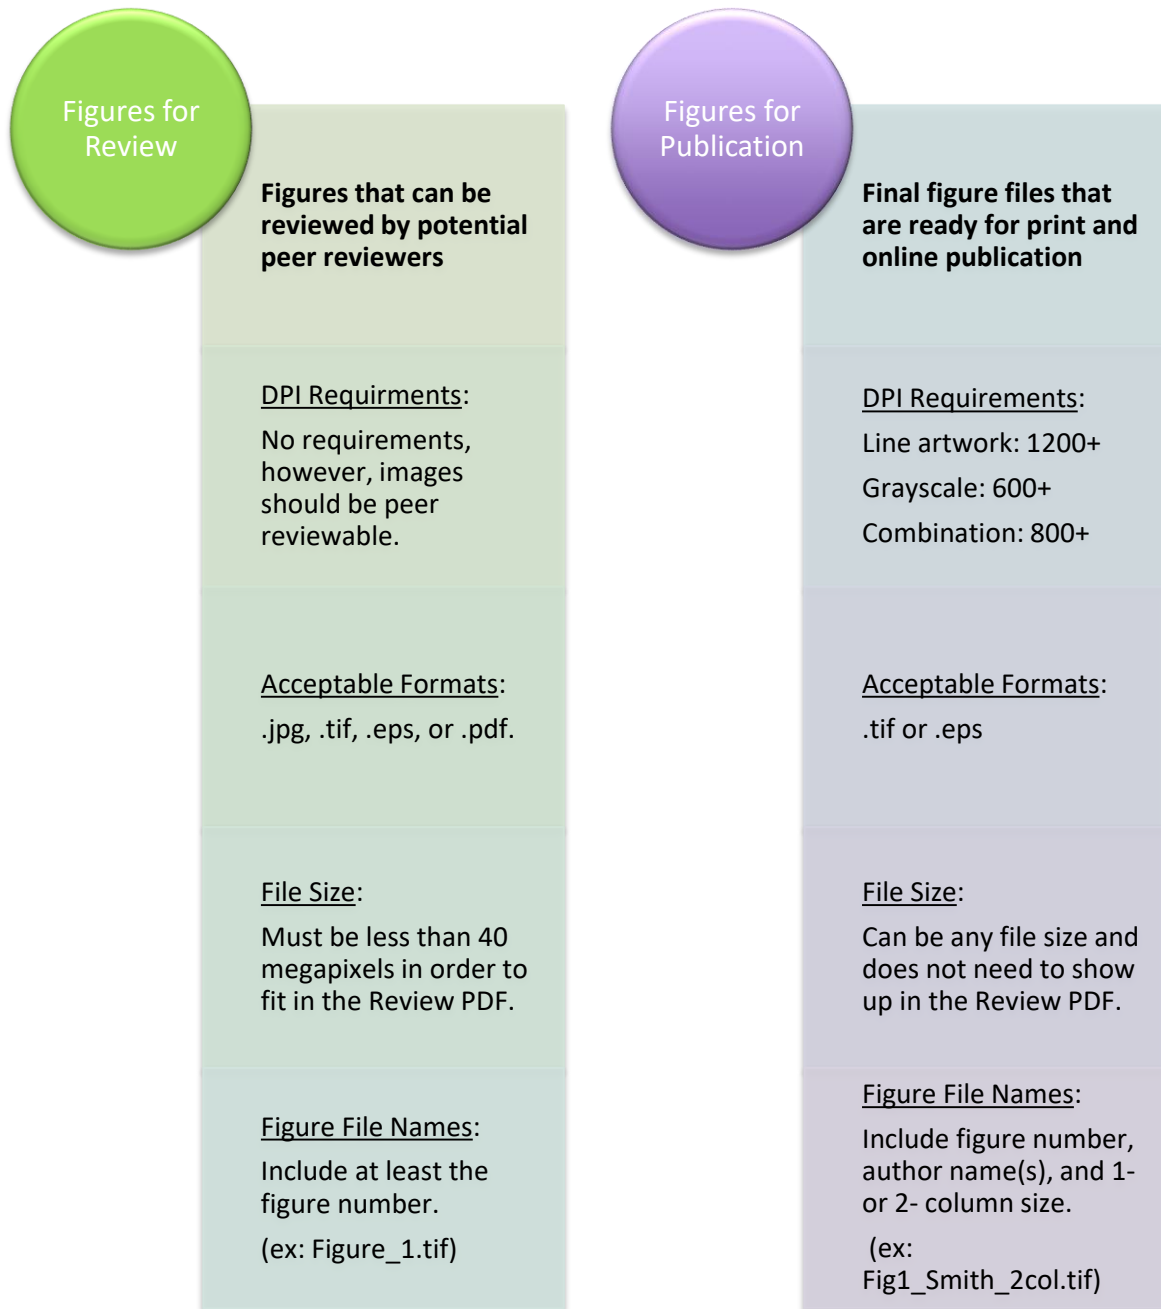 Figures for
Review
Figures that can be
reviewed by potential
peer reviewers
DPI Requirments:
No requirements,
however, images
should be peer
reviewable.
Acceptable Formats:
.jpg, .tif, .eps, or .pdf.
File Size:
Must be less than 40
megapixels in order to
fit in the Review PDF.
Figure File Names:
Include at least the
figure number.
(ex: Figure_1.tif)
Figures for
Publication
Final figure files that
are ready for print and
online publication
DPI Requirements:
Line artwork: 1200+
Grayscale: 600+
Combination: 800+
Acceptable Formats:
.tif or .eps
File Size:
Can be any file size and
does not need to show
up in the Review PDF.
Figure File Names:
Include figure number,
author name(s), and 1-
or 2- column size.
(ex:
Fig1_Smith_2col.tif)